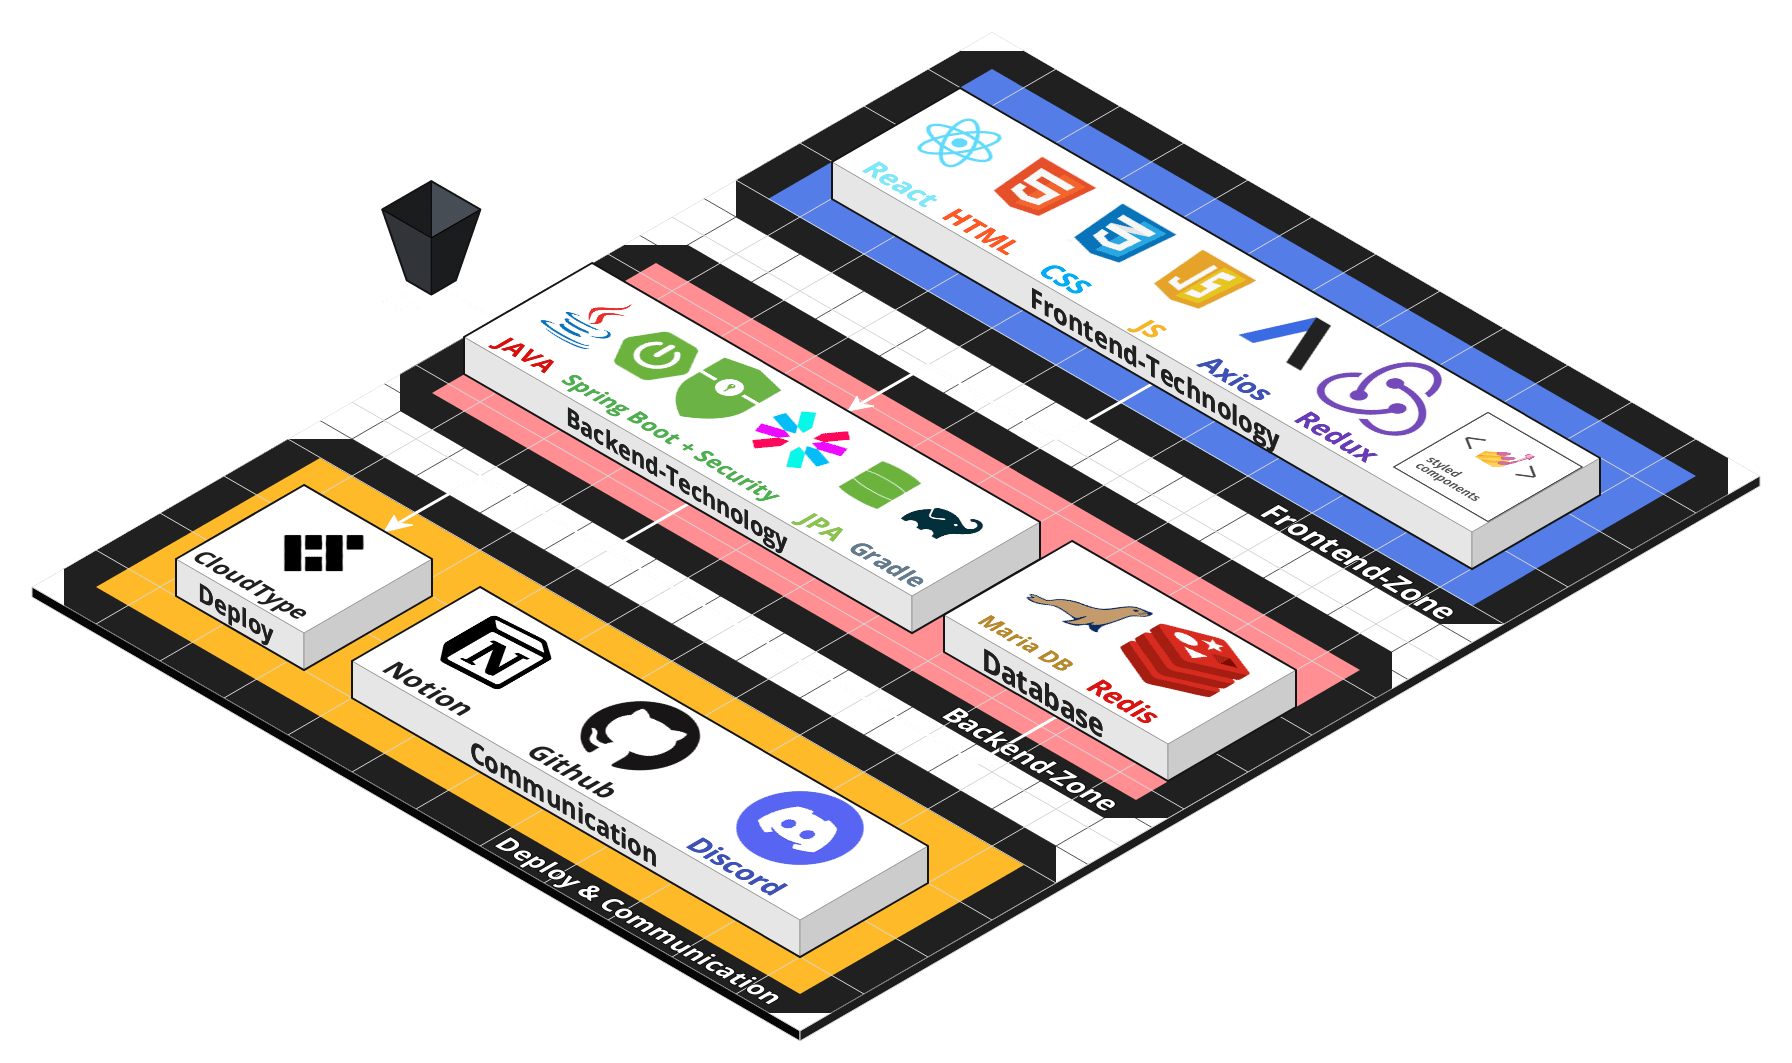 React
HTML
CSS
JS
Axios
Redux
styled
components
Frontend-Technology
Frontend-Zone
JAVA
Spring Boot + Security
JPA
Gradle
Backend-Technology
Maria DB
Redis
Database
Backend-Zone
CloudType
Deploy
Notion
Github
Discord
Communication
Deploy & Communication